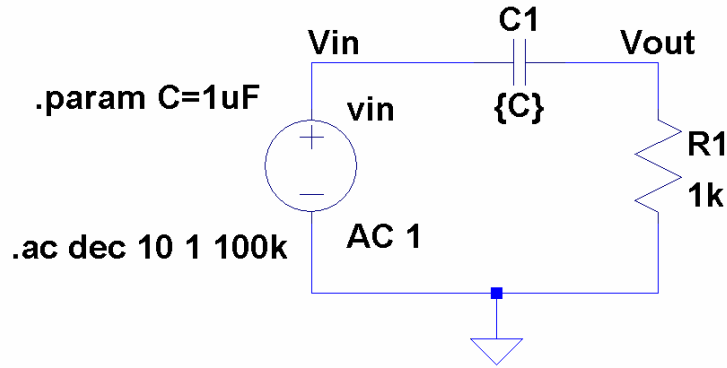 C1
Vin
Vout
.param C=1uF
vin
{C}
R1
1k
.ac dec 10 1 100k
AC 1
+
−